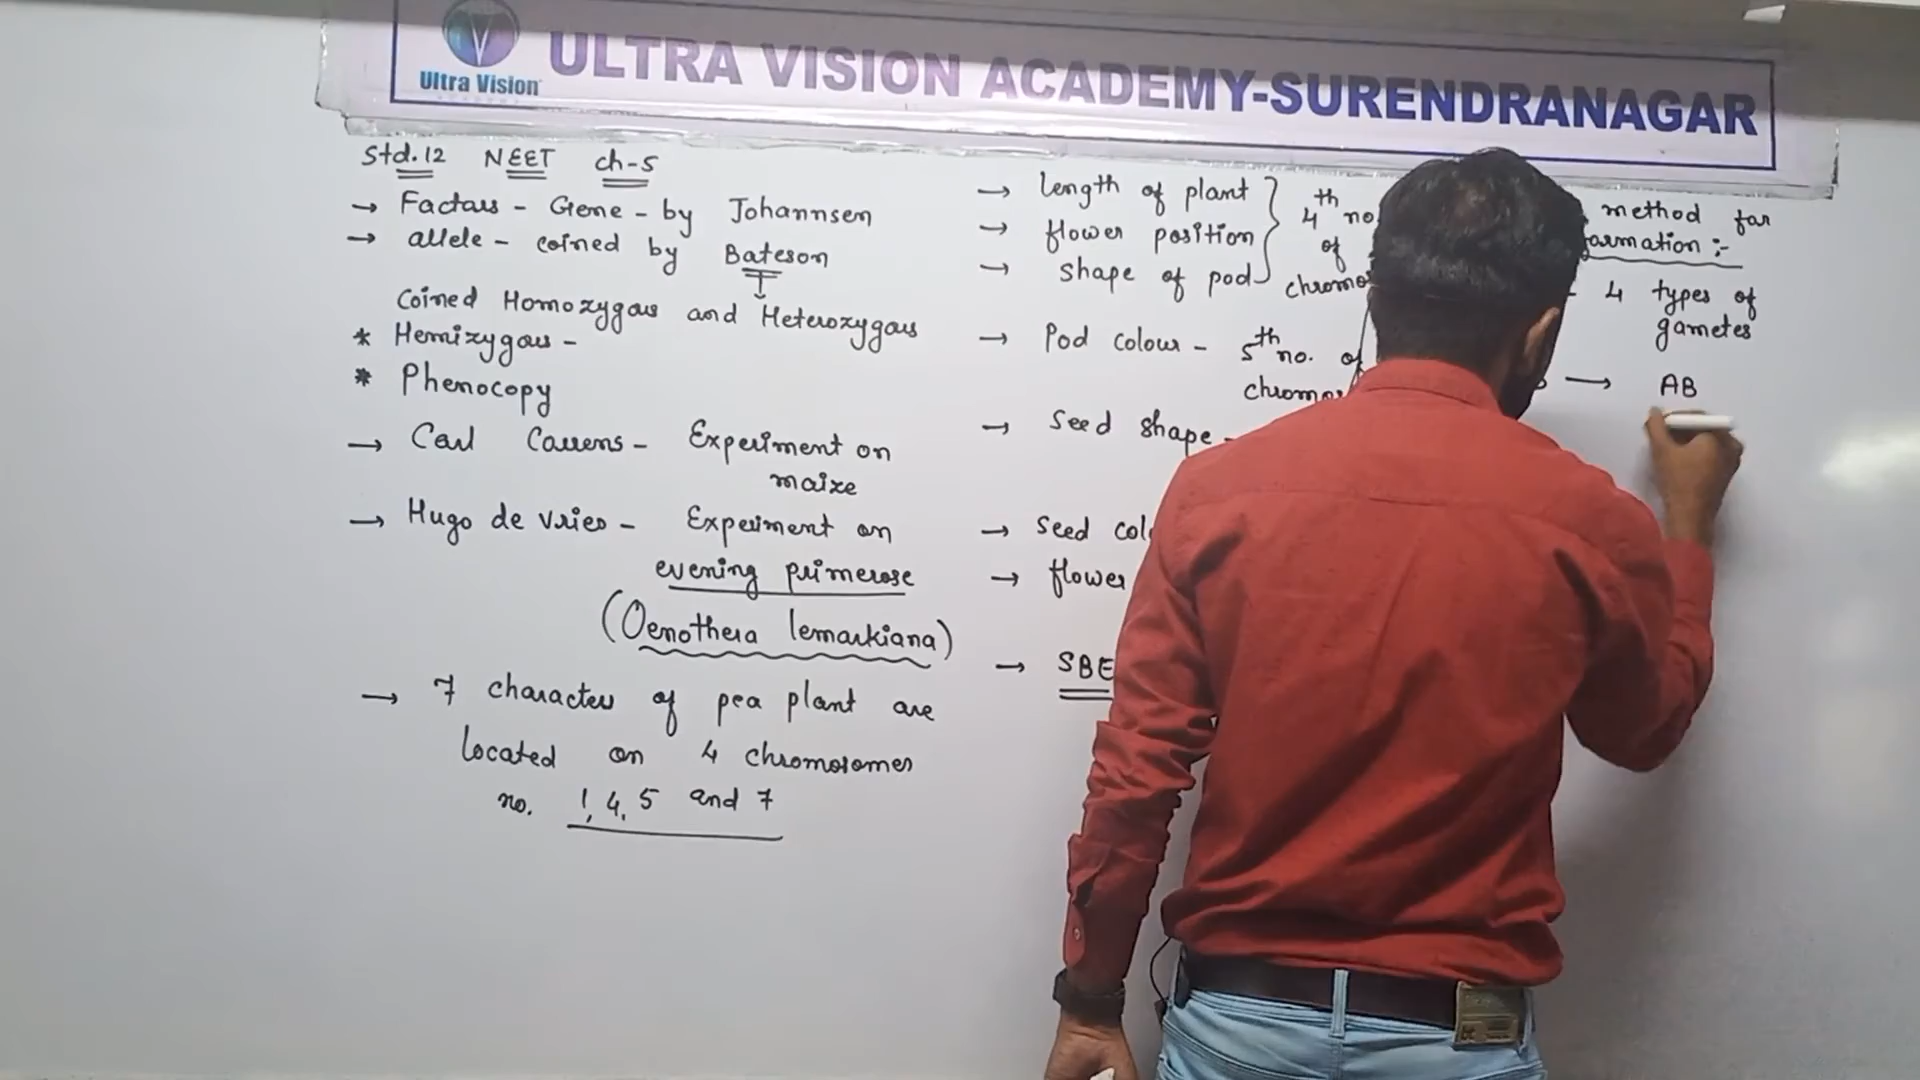 Ultra Vision
ULTRA VISION ACADEMY-SURENDRANAGAR
Std.12 NEET ch-5
→ Factors - Gene - by Johannsen
→ allele - coined by Bateson
Coined Homozygous and Heterozygous
* Hemizygous -
* Phenocopy
→ Carl Correns - Experiment on
maize
→ Hugo de Vries - Experiment on
evening primerose
(Oenothera lemarkiana)
→ 7 character of pea plant are
located on 4 chromosomes
no. 1, 4, 5 and 7
→ length of plant
→ flower position
→ shape of pod
4th no.
of
→ Pod colour - 5th no. of
→ Seed shape -
→ seed
→ flower
→ SBE
method for
4 types of
gametes
→ AB